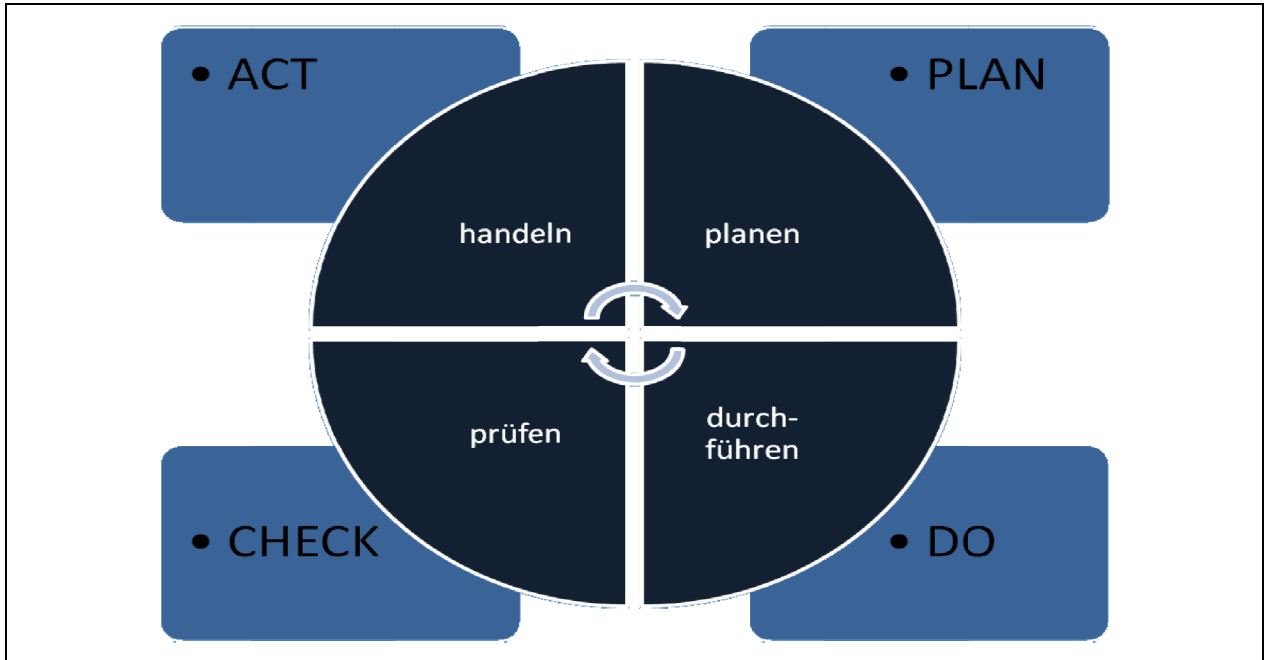 • ACT
• PLAN
handeln
planen
prüfen
durch-
führen
• CHECK
• DO